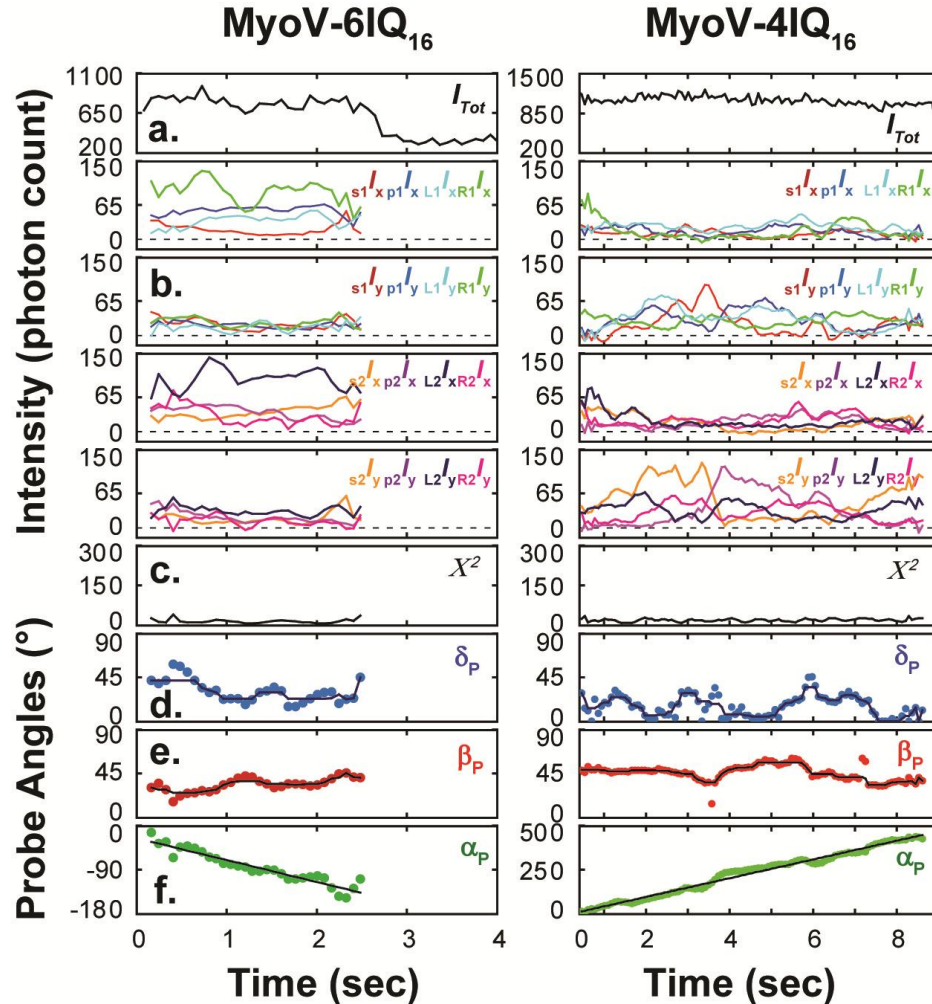 MyoV-6IQ16 MyoV-4IQ16
Intensity (photon count)
Probe Angles (°)
1100
650
200
a.
ITot
1500
850
200
ITot
150
65
0
s1Ix p1Ix L1Ix R1Ix
150
65
0
s1Ix p1Ix L1Ix R1Ix
150
65
0
b.
s1Iy p1Iy L1Iy R1Iy
150
65
0
s1Iy p1Iy L1Iy R1Iy
150
65
0
s2Ix p2Ix L2Ix R2Ix
150
65
0
s2Ix p2Ix L2Ix R2Ix
150
65
0
s2Iy p2Iy L2Iy R2Iy
150
65
0
s2Iy p2Iy L2Iy R2Iy
300
150
0
c.
X2
300
150
0
X2
90
45
0
d.
δP
90
45
0
δP
90
45
0
e.
βP
90
45
0
βP
0
-90
-180
f.
αP
500
250
0
αP
0 1 2 3 4
0 2 4 6 8
Time (sec) Time (sec)